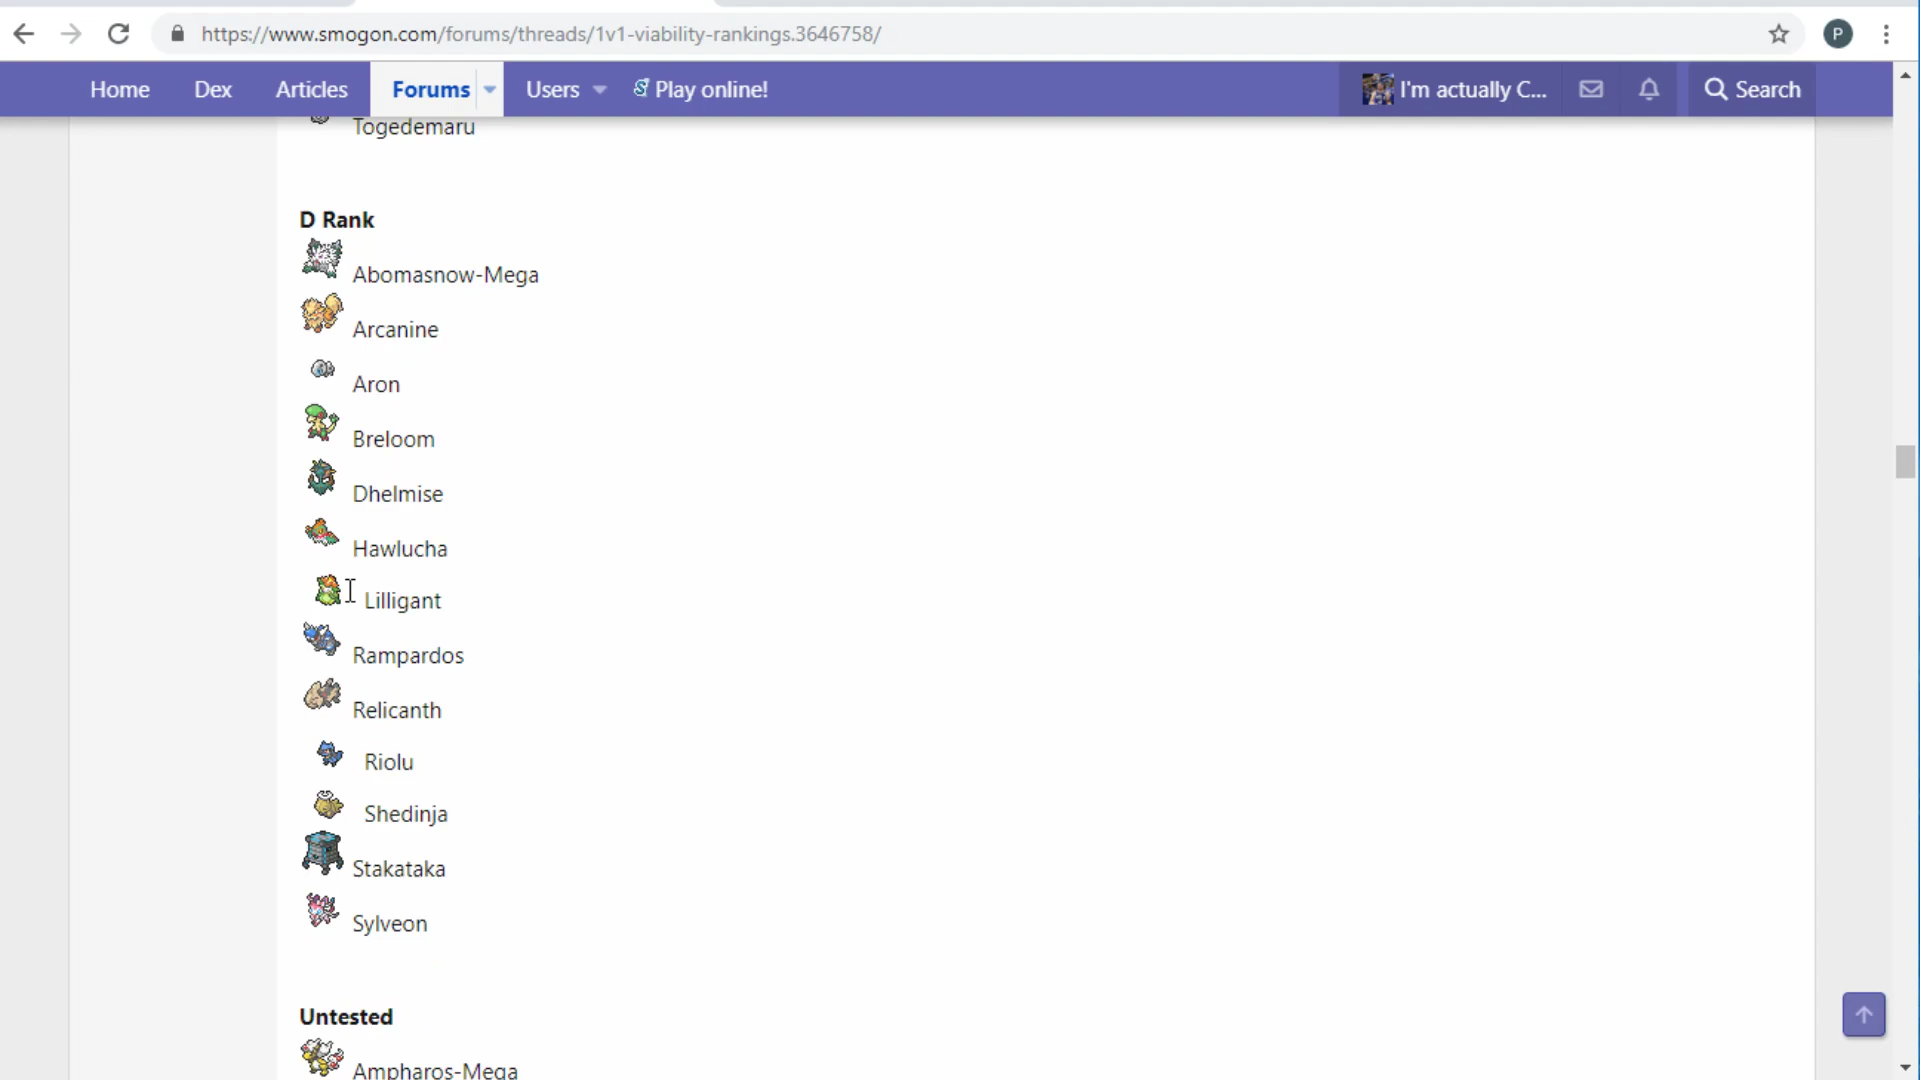 https://www.smogon.com/forums/threads/1v1-viability-rankings.3646758/
P
Home Dex Articles Forums Users Play online! I'm actually C... Search
Togedemaru
D Rank
Abomasnow-Mega
Arcanine
Aron
Breloom
Dhelmise
Hawlucha
Lilligant
Rampardos
Relicanth
Riolu
Shedinja
Stakataka
Sylveon
Untested
Ampharos-Mega